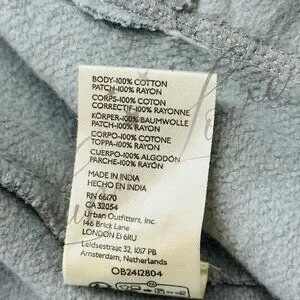 BODY-100% COTTON
PATCH-100% RAYON
CORPS-100% COTON
CORRECTIF-100% RAYONNE
KÖRPER-100% BAUMWOLLE
PATCH-100% RAYON
CORPO-100% COTONE
TOPPA-100% RAYON
CUERPO-100% ALGODÓN
PARCHE-100% RAYÓN
MADE IN INDIA
HECHO EN INDIA
RN 66170
CA 32054
Urban Outfitters, Inc.
146 Brick Lane
LONDON E1 6RU
Leidsestraat 32, 1017 PB
Amsterdam, Netherlands
OB2412804